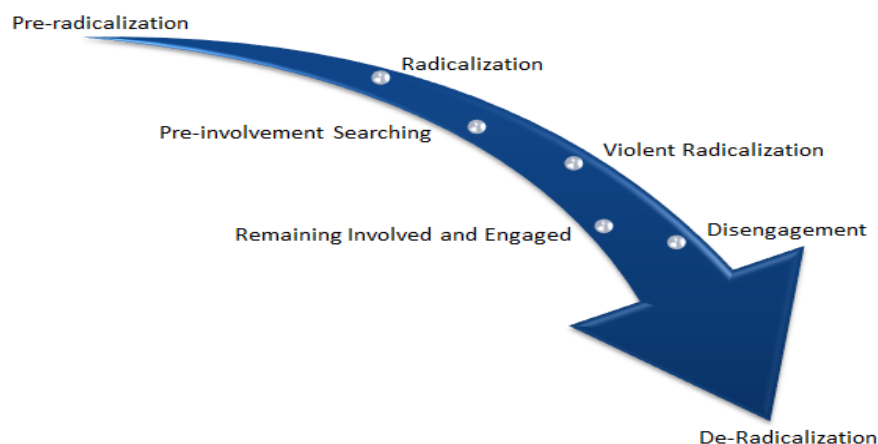 Pre-radicalization
Radicalization
Pre-involvement Searching
Violent Radicalization
Remaining Involved and Engaged
Disengagement
De-Radicalization